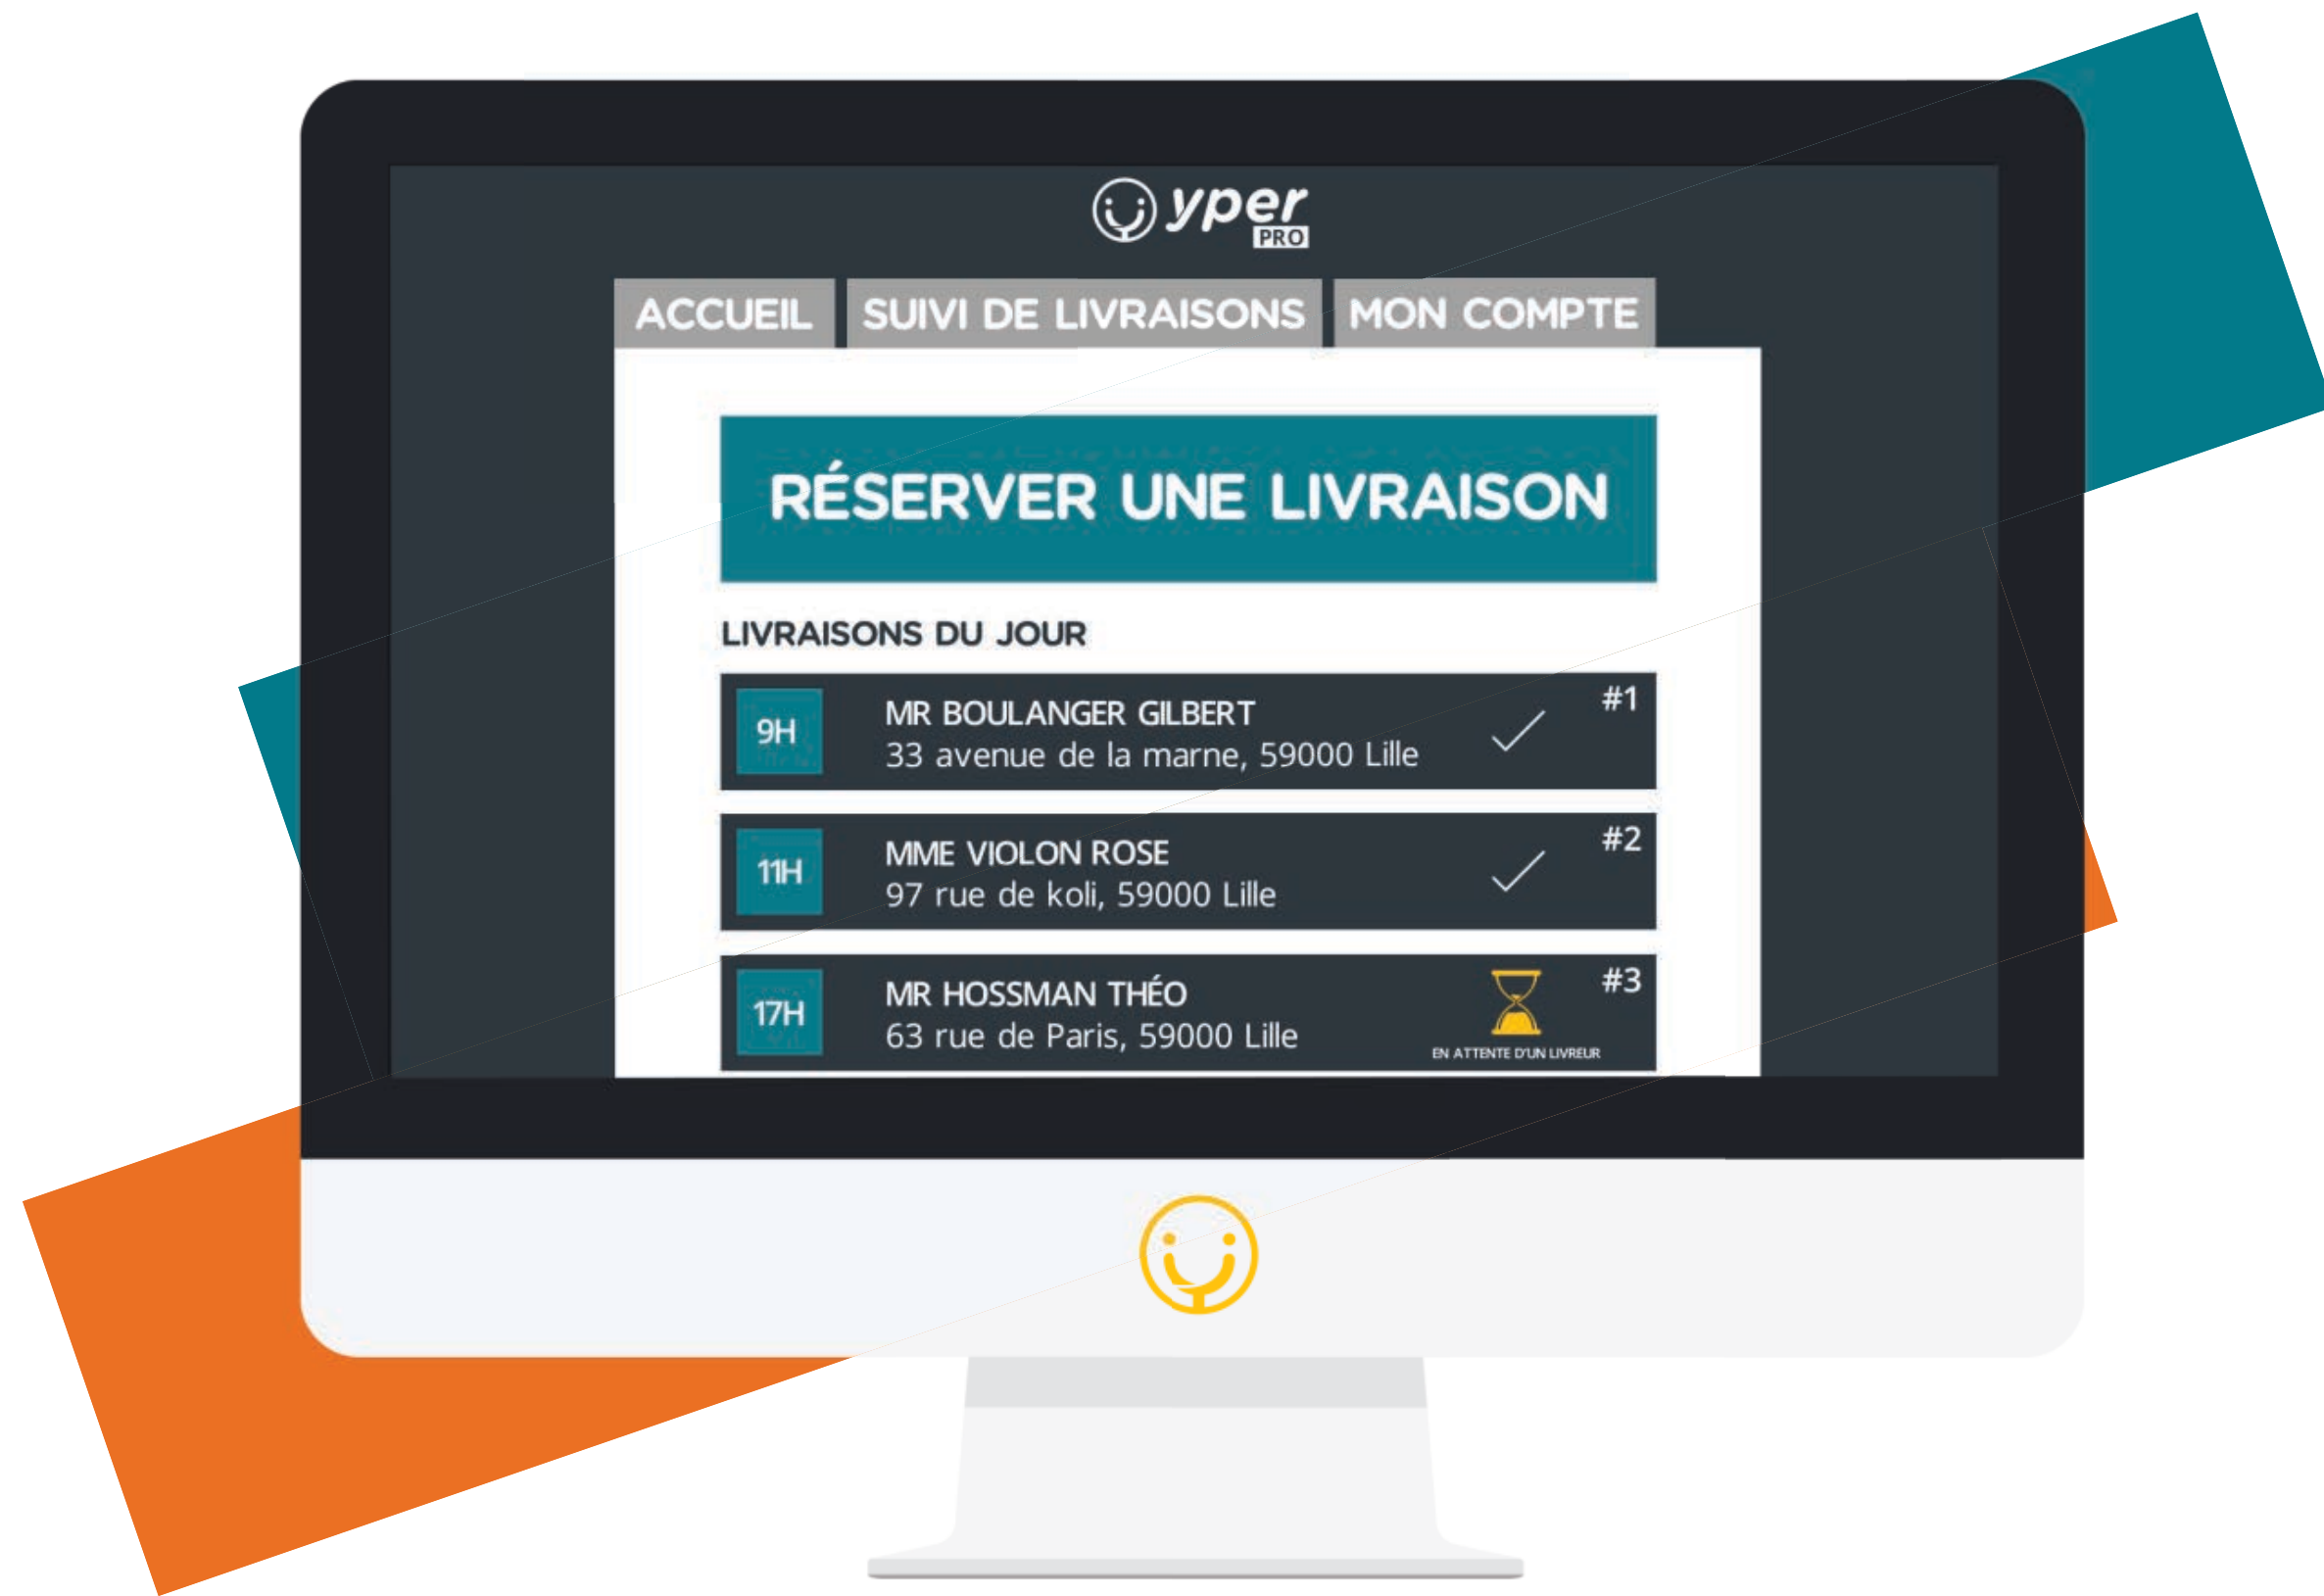 yper
PRO
ACCUEIL SUIVI DE LIVRAISONS MON COMPTE
RÉSERVER UNE LIVRAISON
LIVRAISONS DU JOUR
9H MR BOULANGER GILBERT #1
33 avenue de la marne, 59000 Lille
11H MME VIOLON ROSE #2
97 rue de koli, 59000 Lille
17H MR HOSSMAN THÉO #3
63 rue de Paris, 59000 Lille
EN ATTENTE D'UN LIVREUR